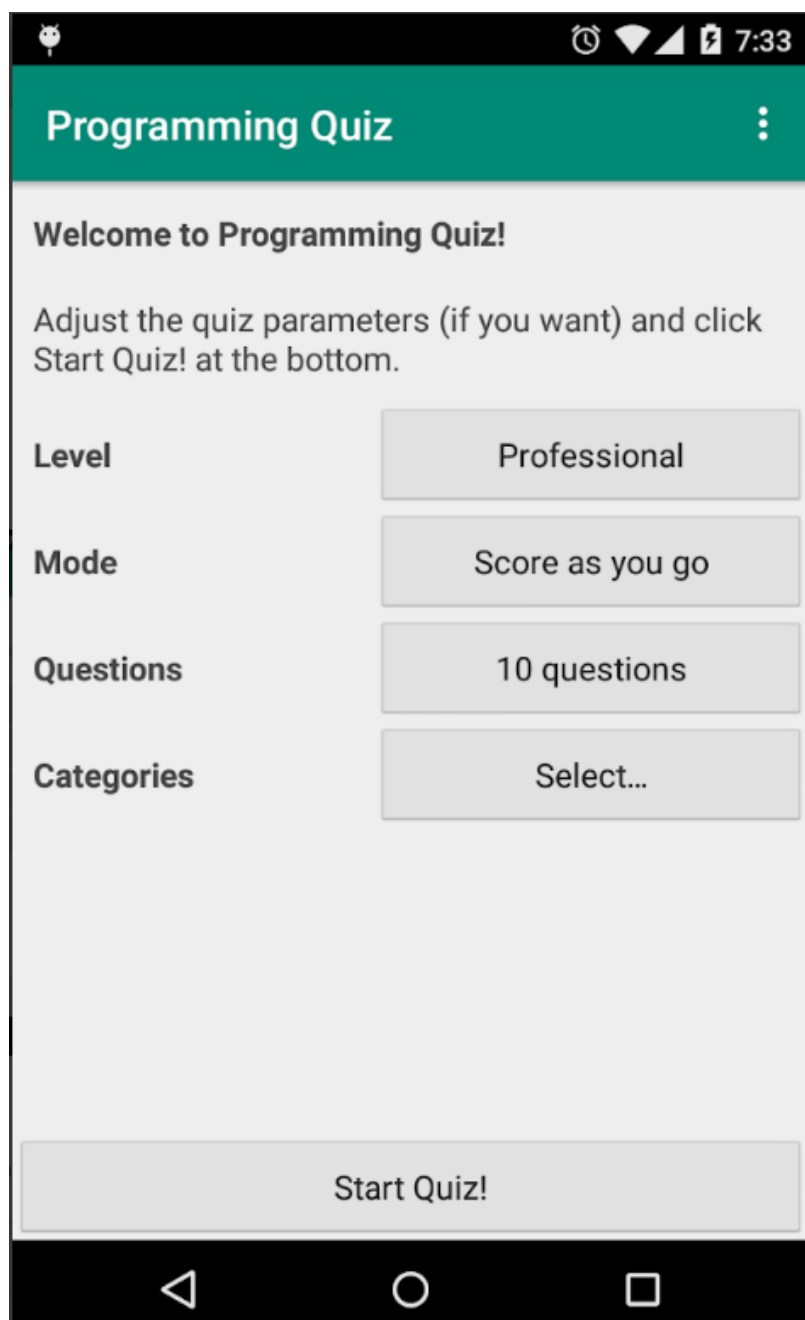 7:33
Programming Quiz
Welcome to Programming Quiz!
Adjust the quiz parameters (if you want) and click
Start Quiz! at the bottom.
Level
Professional
Mode
Score as you go
Questions
10 questions
Categories
Select...
Start Quiz!